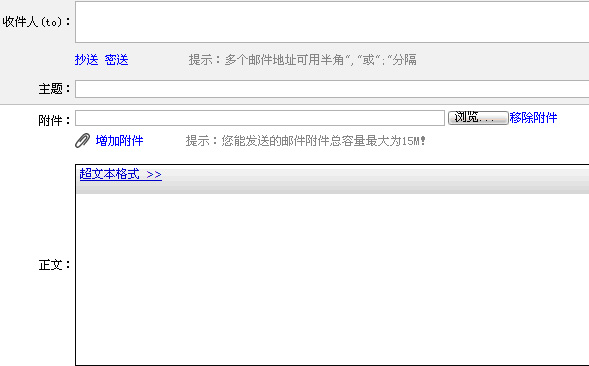 收件人(to)：
抄送 密送 提示：多个邮件地址可用半角“,“或“;“分隔
主题：
附件： 浏览... 移除附件
增加附件 提示：您能发送的邮件附件总容量最大为15M!
超文本格式 >>
正文：